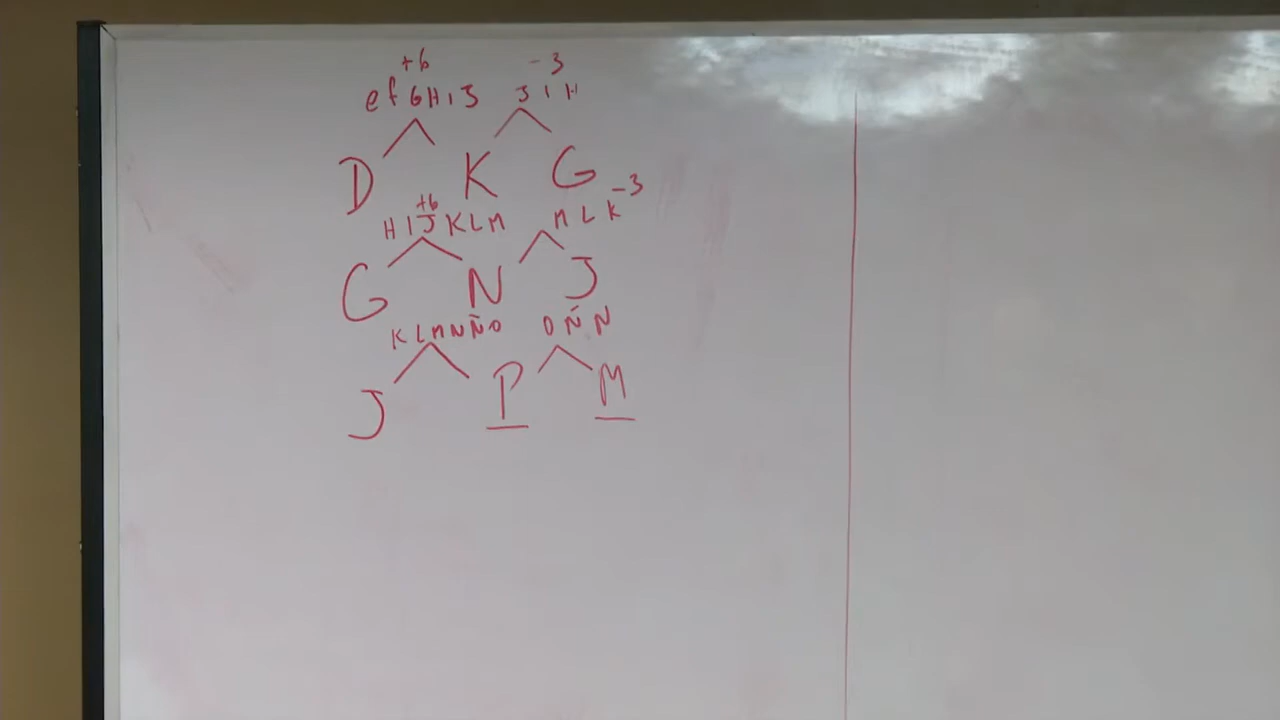 +6 -3
efGHIJ JIH
D K G
+6 -3
HIJKLM MLK
G N J
KLMNÑO OÑN
J P M